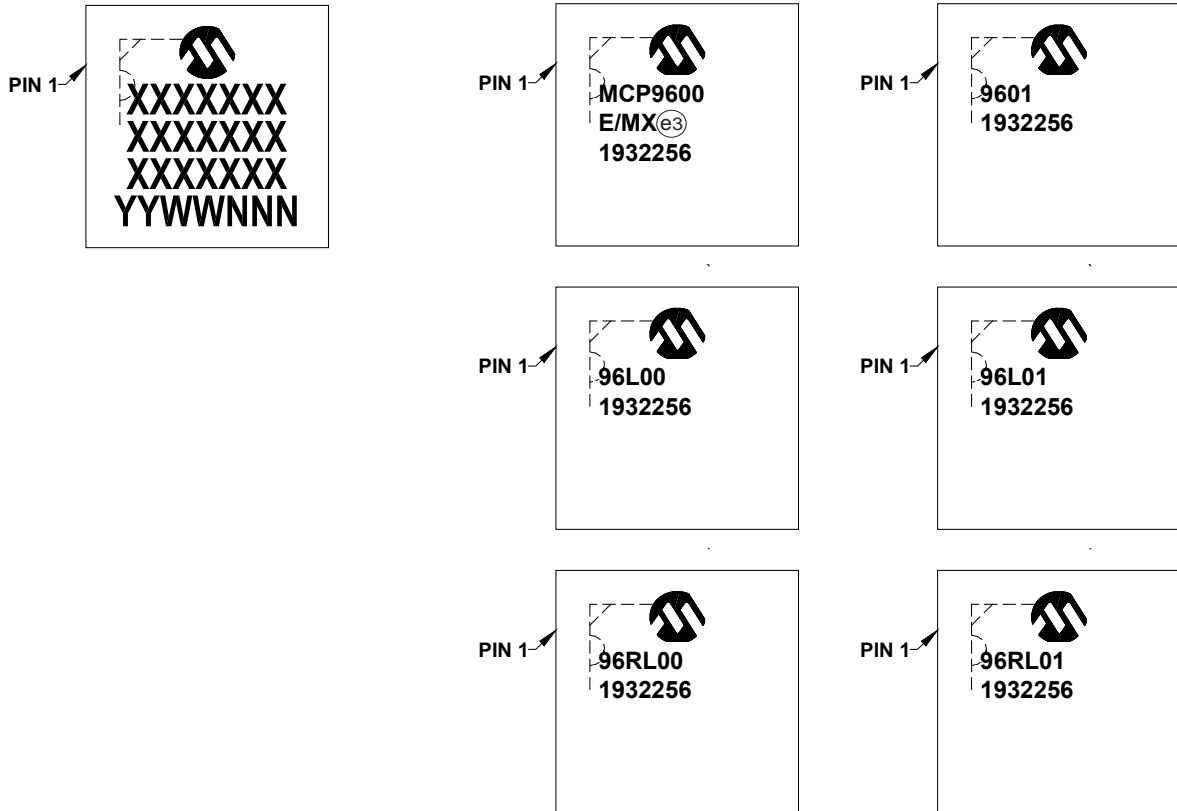 PIN 1
XXXXXXX
XXXXXXX
XXXXXXX
YYWWNNN
PIN 1
MCP9600
E/MX e3
1932256
PIN 1
9601
1932256
PIN 1
96L00
1932256
PIN 1
96L01
1932256
PIN 1
96RL00
1932256
PIN 1
96RL01
1932256